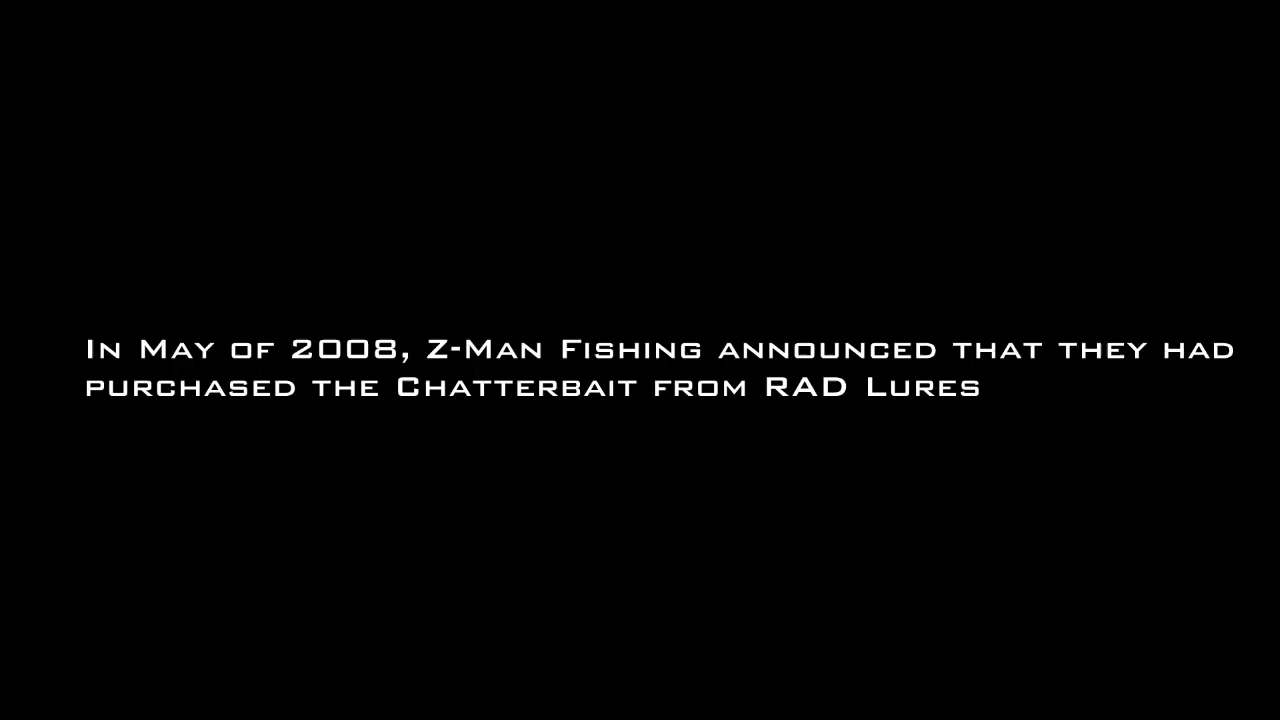 In May of 2008, Z-Man Fishing announced that they had
purchased the Chatterbait from RAD Lures